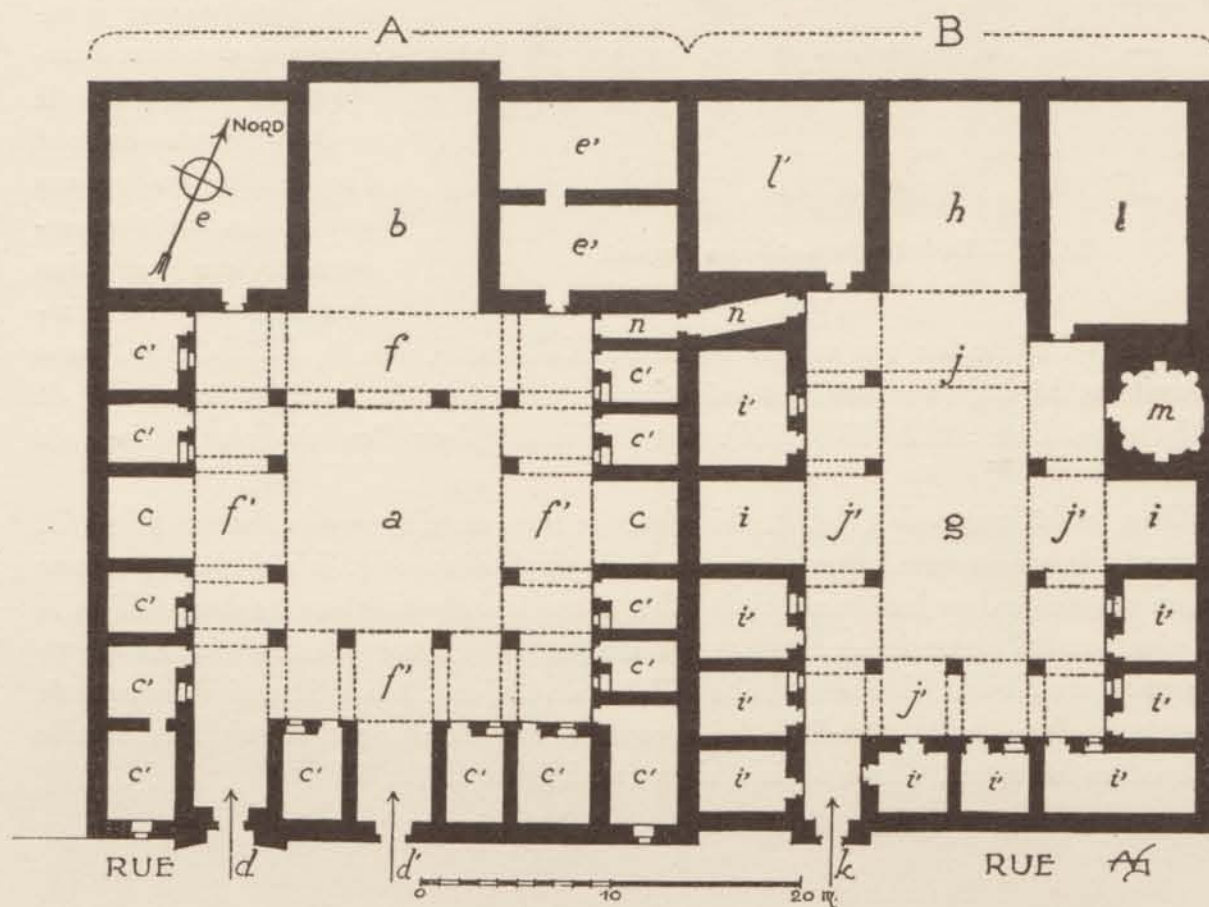 A B
NORD
e' l'
e b h l
e'
n n
c' f c' j
c' c' i' m
c f' a f' c i j' g j' i
c' c' i' i'
c' f' c' i' j' i'
c' c' c' c' c' i' i' i' i'
RUE d d' k RUE
0 10 20 m.